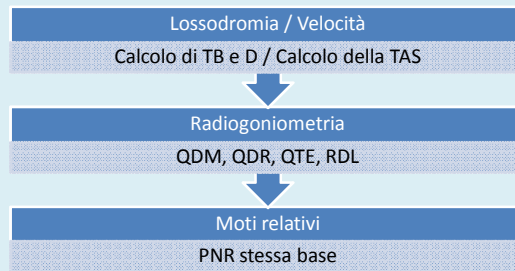 Lossodromia / Velocità
Calcolo di TB e D / Calcolo della TAS
Radiogoniometria
QDM, QDR, QTE, RDL
Moti relativi
PNR stessa base